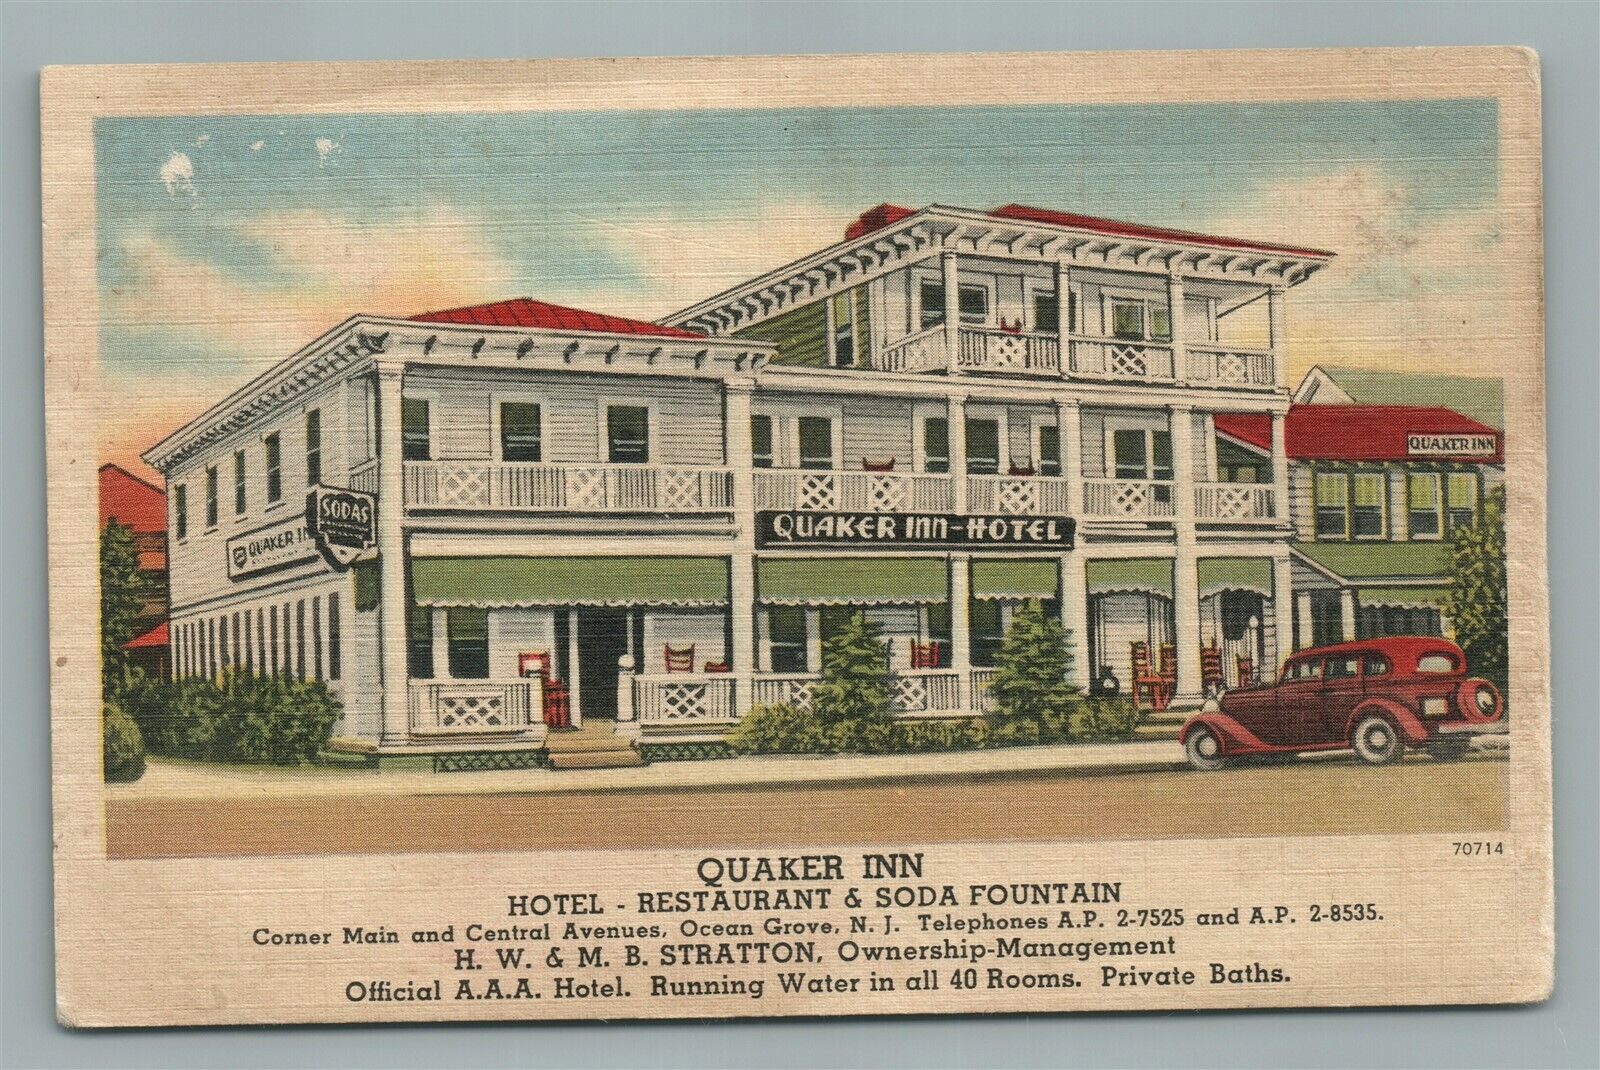 SODAS
QUAKER
QUAKER INN-HOTEL
QUAKER INN
70714
QUAKER INN
HOTEL - RESTAURANT & SODA FOUNTAIN
Corner Main and Central Avenues, Ocean Grove, N. J. Telephones A.P. 2-7525 and A.P. 2-8535.
H. W. & M. B. STRATTON, Ownership-Management
Official A.A.A. Hotel. Running Water in all 40 Rooms. Private Baths.